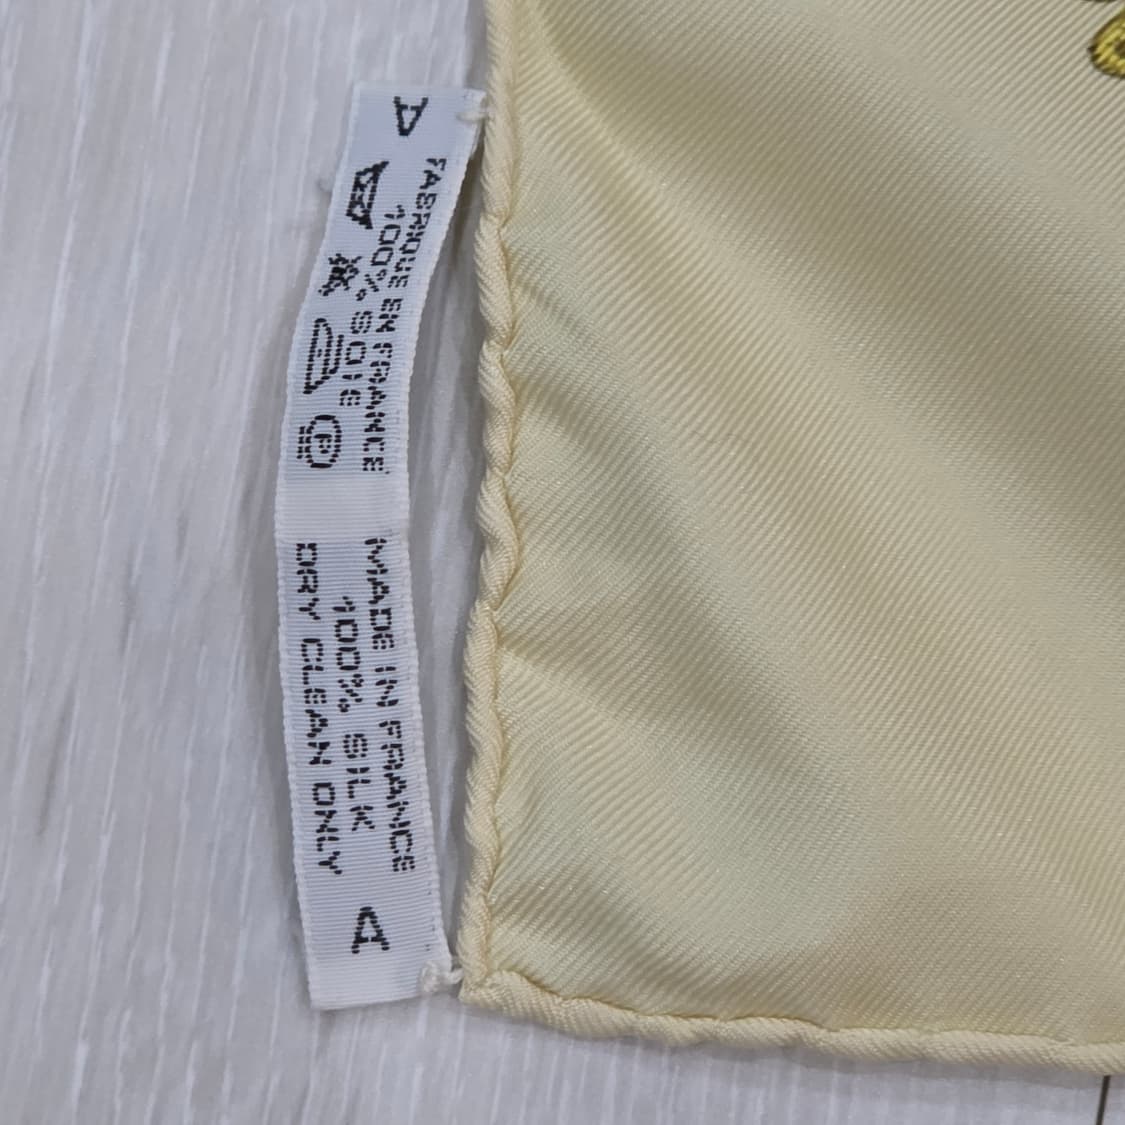 A
FABRIQUE EN FRANCE
100% SOIE
P
MADE IN FRANCE
100% SILK
DRY CLEAN ONLY
A